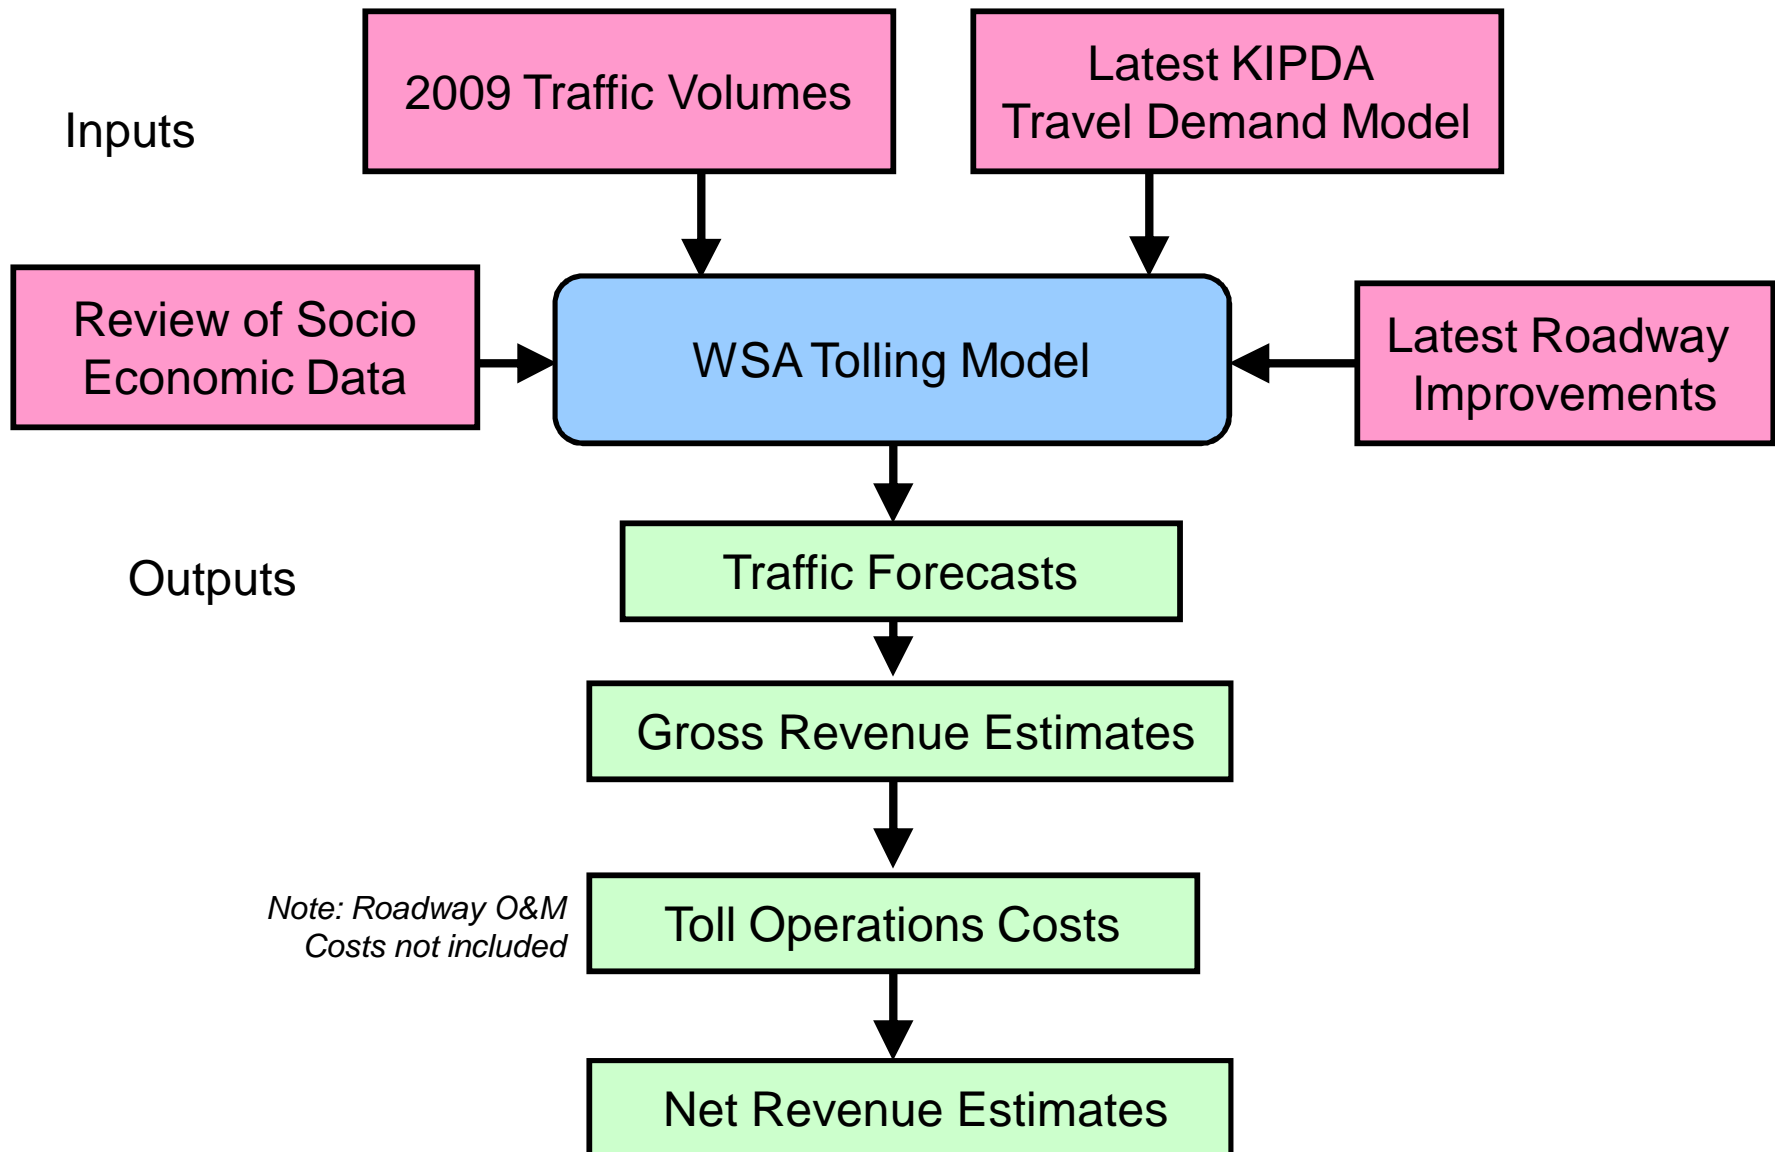 2009 Traffic Volumes
Latest KIPDA
Travel Demand Model
Inputs
Review of Socio
Economic Data
WSA Tolling Model
Latest Roadway
Improvements
Outputs
Traffic Forecasts
Gross Revenue Estimates
Note: Roadway O&M
Costs not included
Toll Operations Costs
Net Revenue Estimates